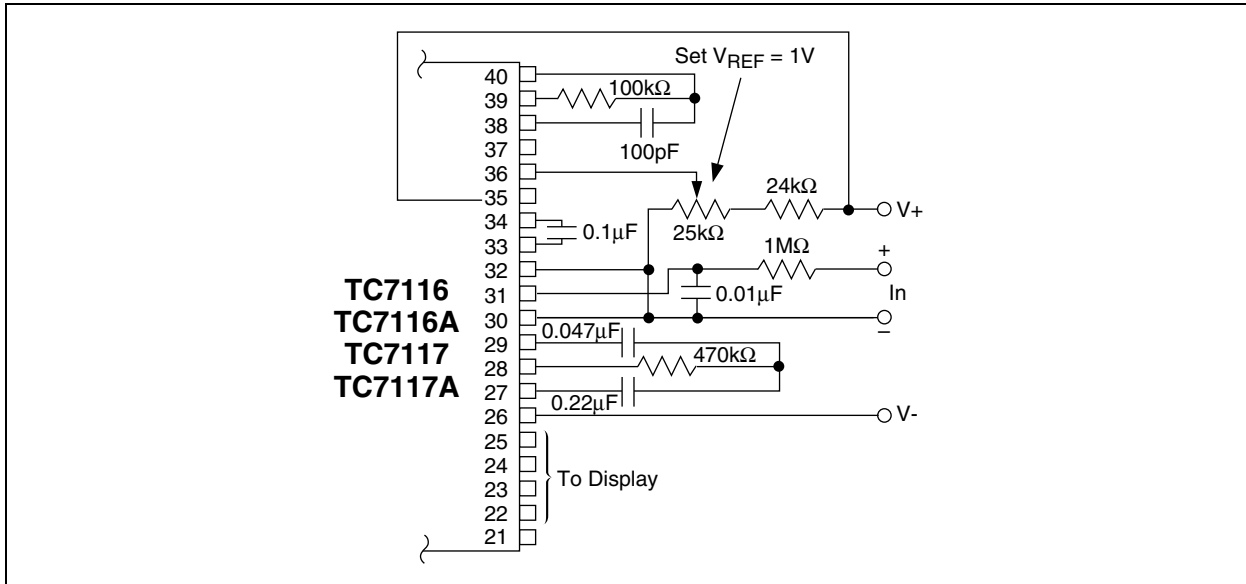 Set VREF = 1V
40
39
38
37
36
35
34
33
32
31
30
29
28
27
26
25
24
23
22
21
100kΩ
100pF
24kΩ
25kΩ
V+
0.1μF
1MΩ
+
In
–
0.01μF
TC7116
TC7116A
TC7117
TC7117A
0.047μF
470kΩ
0.22μF
V-
To Display